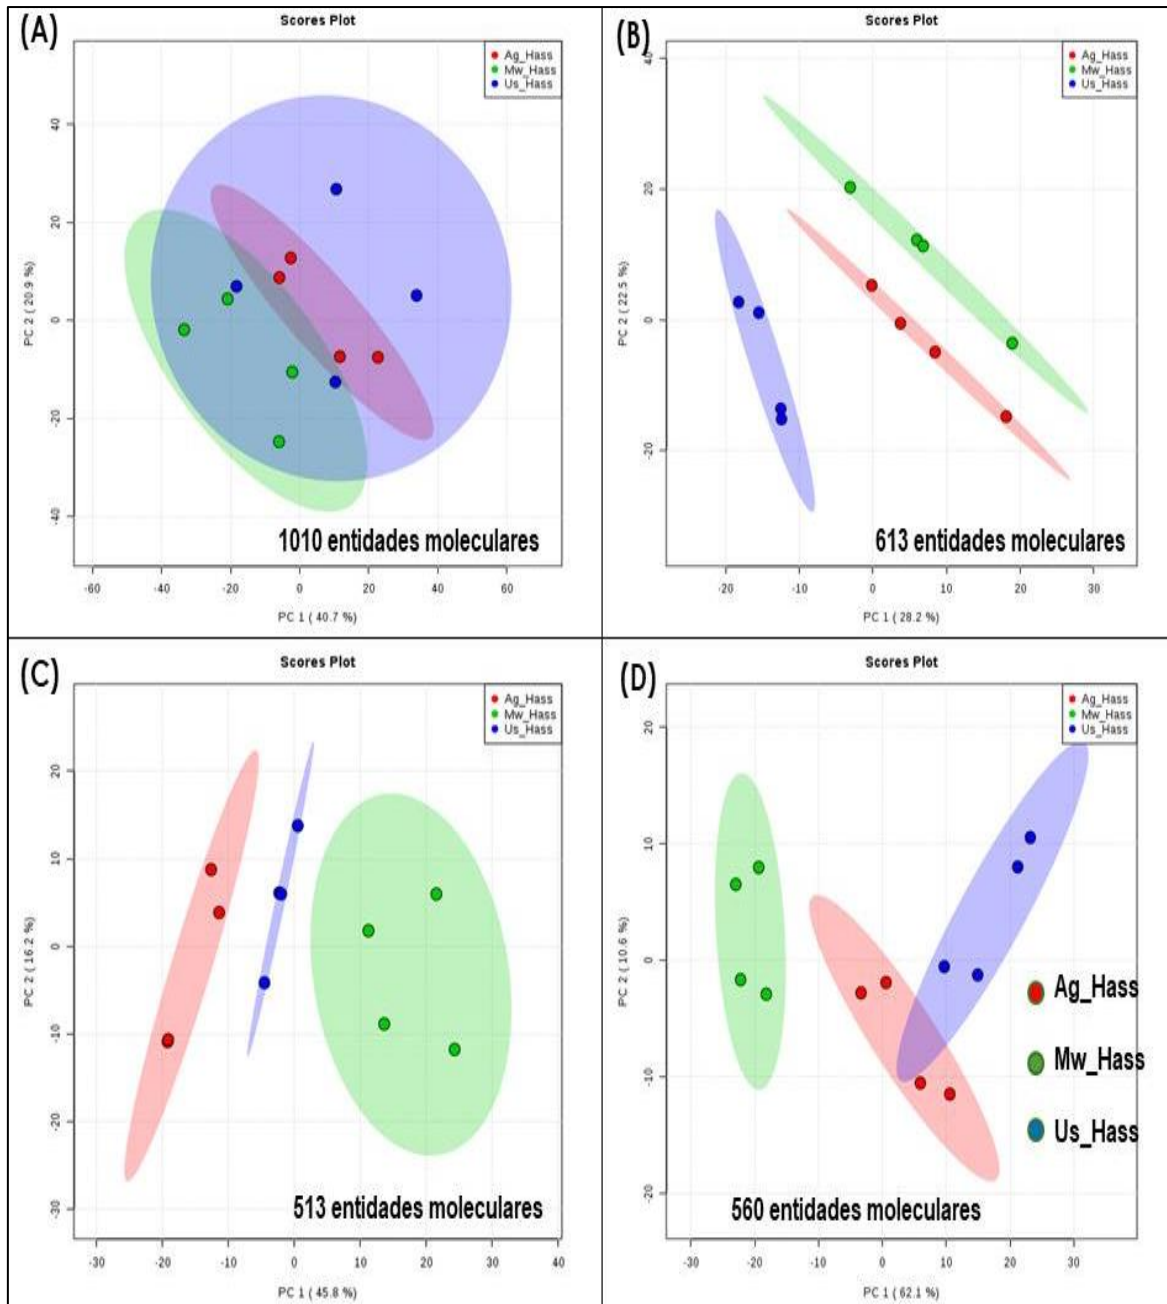 (A)
Scores Plot
Ag_Hass
Mw_Hass
Us_Hass
40
20
0
-20
-40
PC 2 ( 20.9 %)
1010 entidades moleculares
-60 -40 -20 0 20 40 60
PC 1 ( 40.7 %)
(B)
Scores Plot
Ag_Hass
Mw_Hass
Us_Hass
40
20
0
-20
PC 2 ( 22.5 %)
613 entidades moleculares
-20 -10 0 10 20 30
PC 1 ( 28.2 %)
(C)
Scores Plot
Ag_Hass
Mw_Hass
Us_Hass
20
10
0
-10
-20
-30
PC 2 ( 16.2 %)
513 entidades moleculares
-30 -20 -10 0 10 20 30 40
PC 1 ( 45.8 %)
(D)
Scores Plot
Ag_Hass
Mw_Hass
Us_Hass
20
10
0
-10
-20
PC 2 ( 10.6 %)
Ag_Hass
Mw_Hass
Us_Hass
560 entidades moleculares
-30 -20 -10 0 10 20 30
PC 1 ( 62.1 %)